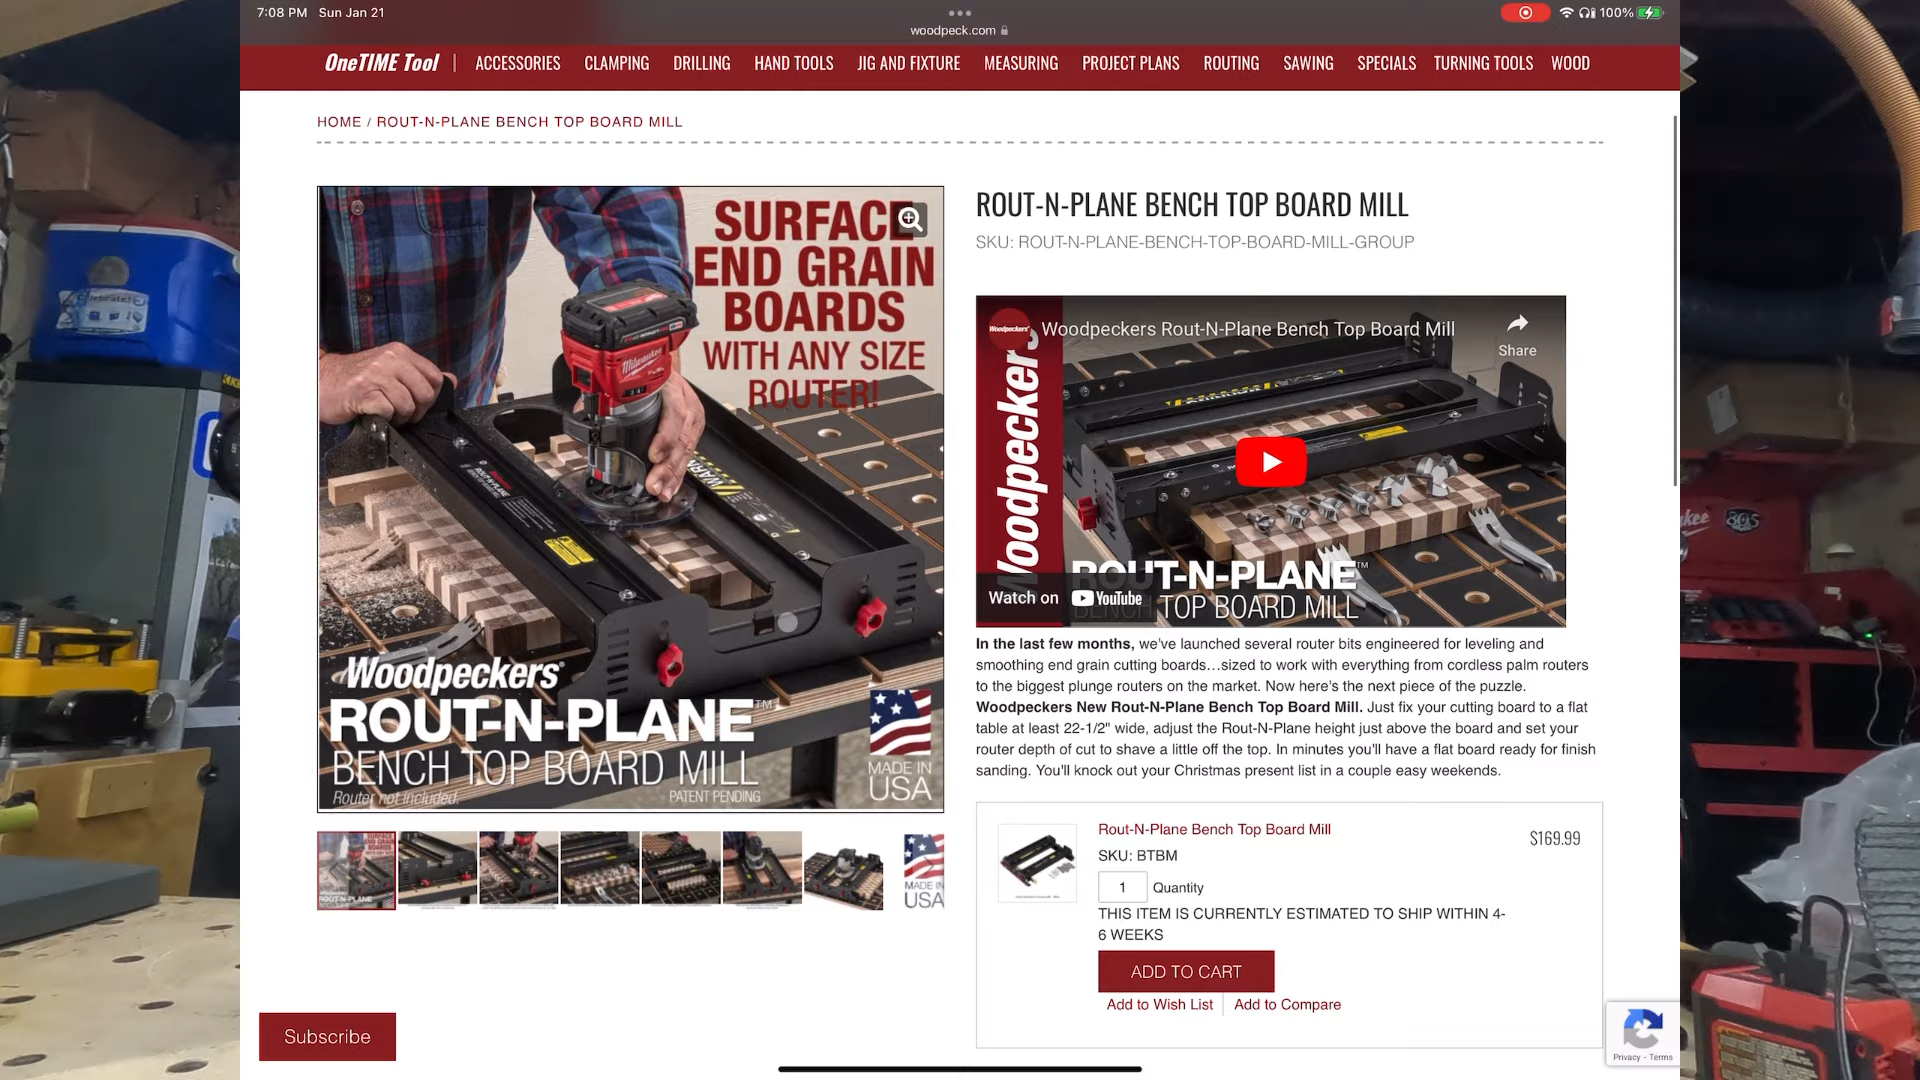 7:08 PM Sun Jan 21
100%
woodpeck.com
OneTIME Tool | ACCESSORIES CLAMPING DRILLING HAND TOOLS JIG AND FIXTURE MEASURING PROJECT PLANS ROUTING SAWING SPECIALS TURNING TOOLS WOOD
HOME / ROUT-N-PLANE BENCH TOP BOARD MILL
SURFACE
END GRAIN
BOARDS
WITH ANY SIZE
ROUTER!
Milwaukee
Woodpeckers®
ROUT-N-PLANE™
BENCH TOP BOARD MILL
Router not included.
PATENT PENDING
MADE IN
USA
MADE IN
USA
ROUT-N-PLANE BENCH TOP BOARD MILL
SKU: ROUT-N-PLANE-BENCH-TOP-BOARD-MILL-GROUP
Woodpeckers
Woodpeckers Rout-N-Plane Bench Top Board Mill
Share
Woodpeckers
ROUT-N-PLANE™
BENCH TOP BOARD MILL
Watch on YouTube
In the last few months, we've launched several router bits engineered for leveling and
smoothing end grain cutting boards…sized to work with everything from cordless palm routers
to the biggest plunge routers on the market. Now here's the next piece of the puzzle.
Woodpeckers New Rout-N-Plane Bench Top Board Mill. Just fix your cutting board to a flat
table at least 22-1/2" wide, adjust the Rout-N-Plane height just above the board and set your
router depth of cut to shave a little off the top. In minutes you'll have a flat board ready for finish
sanding. You'll knock out your Christmas present list in a couple easy weekends.
Rout-N-Plane Bench Top Board Mill
$169.99
SKU: BTBM
1 Quantity
THIS ITEM IS CURRENTLY ESTIMATED TO SHIP WITHIN 4-
6 WEEKS
ADD TO CART
Add to Wish List
Add to Compare
Subscribe
Privacy - Terms